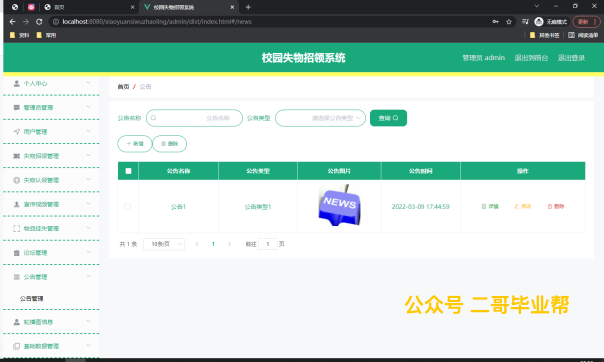 首页
校园失物招领系统
localhost:8080/xiaoyuanshiwuzhaoling/admin/dist/index.html#/news
无痕模式
更新
资料
常用
其他书签
阅读清单
校园失物招领系统
管理员 admin
退出到前台
退出登录
个人中心
管理员管理
用户管理
失物招领管理
失物认领管理
宣传视频管理
物品挂失管理
论坛管理
公告管理
公告管理
轮播图信息
基础数据管理
首页 / 公告
公告名称
公告名称
公告类型
请选择公告类型
查询
+ 新增
删除
公告名称
公告类型
公告图片
公告时间
操作
公告1
公告类型1
NEWS
2022-03-09 17:44:59
详情
修改
删除
共 1 条
10条/页
1
前往
1
页
公众号 二哥毕业帮